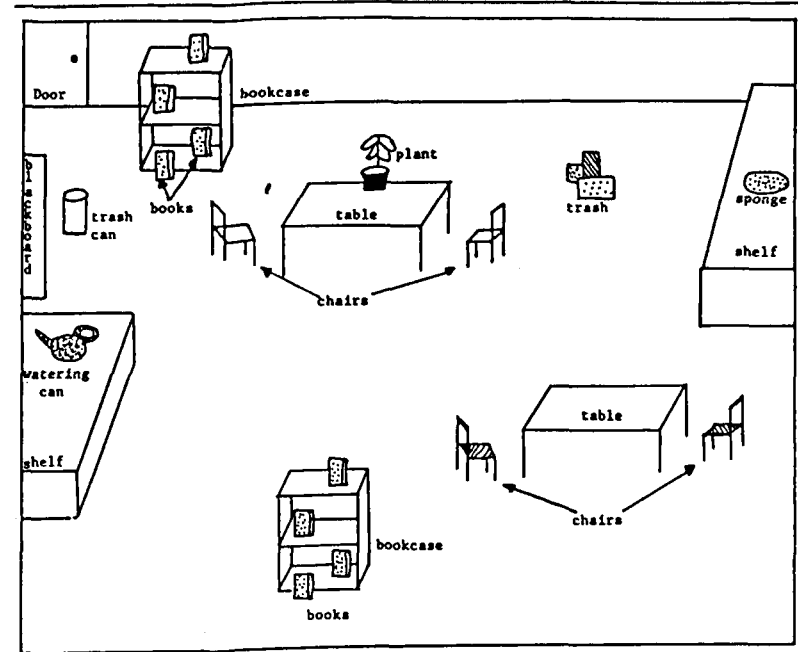 Door
bookcase
plant
blackboard
trash
can
books
table
trash
sponge
shelf
chairs
watering
can
shelf
table
chairs
bookcase
books